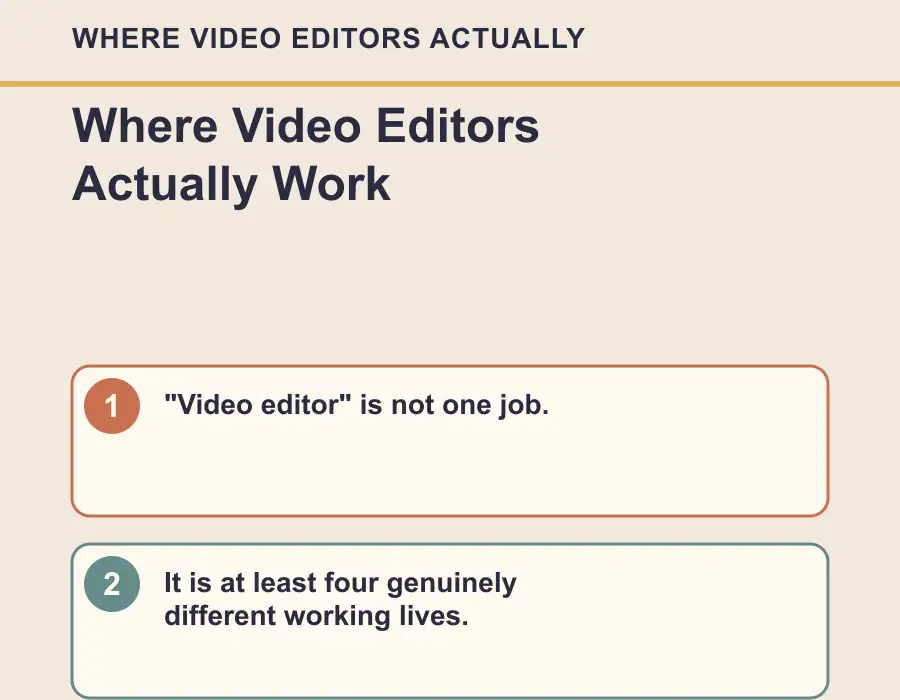 WHERE VIDEO EDITORS ACTUALLY
Where Video Editors
Actually Work
1
"Video editor" is not one job.
2
It is at least four genuinely
different working lives.